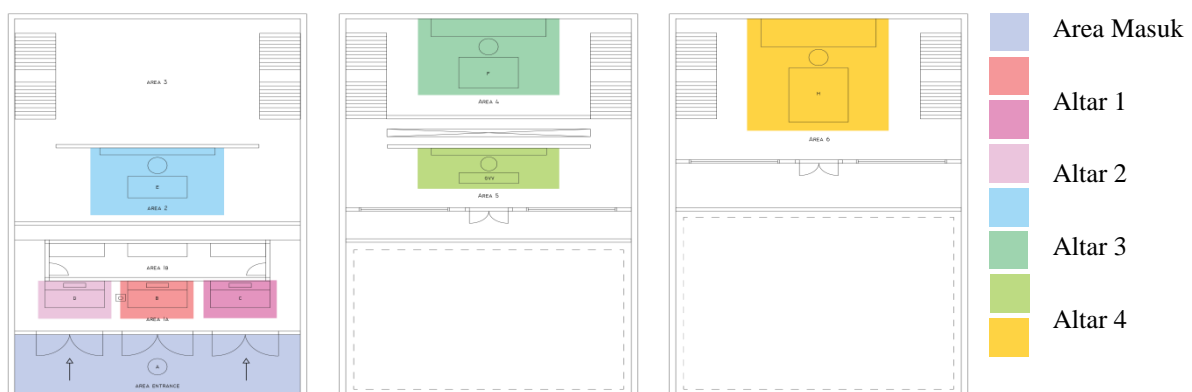 AREA 3
E
AREA 2
AREA 1B
D
B
C
AREA 1A
A
AREA ENTRANCE
F
AREA 4
AREA 5
H
AREA 6
Area Masuk
Altar 1
Altar 2
Altar 3
Altar 4